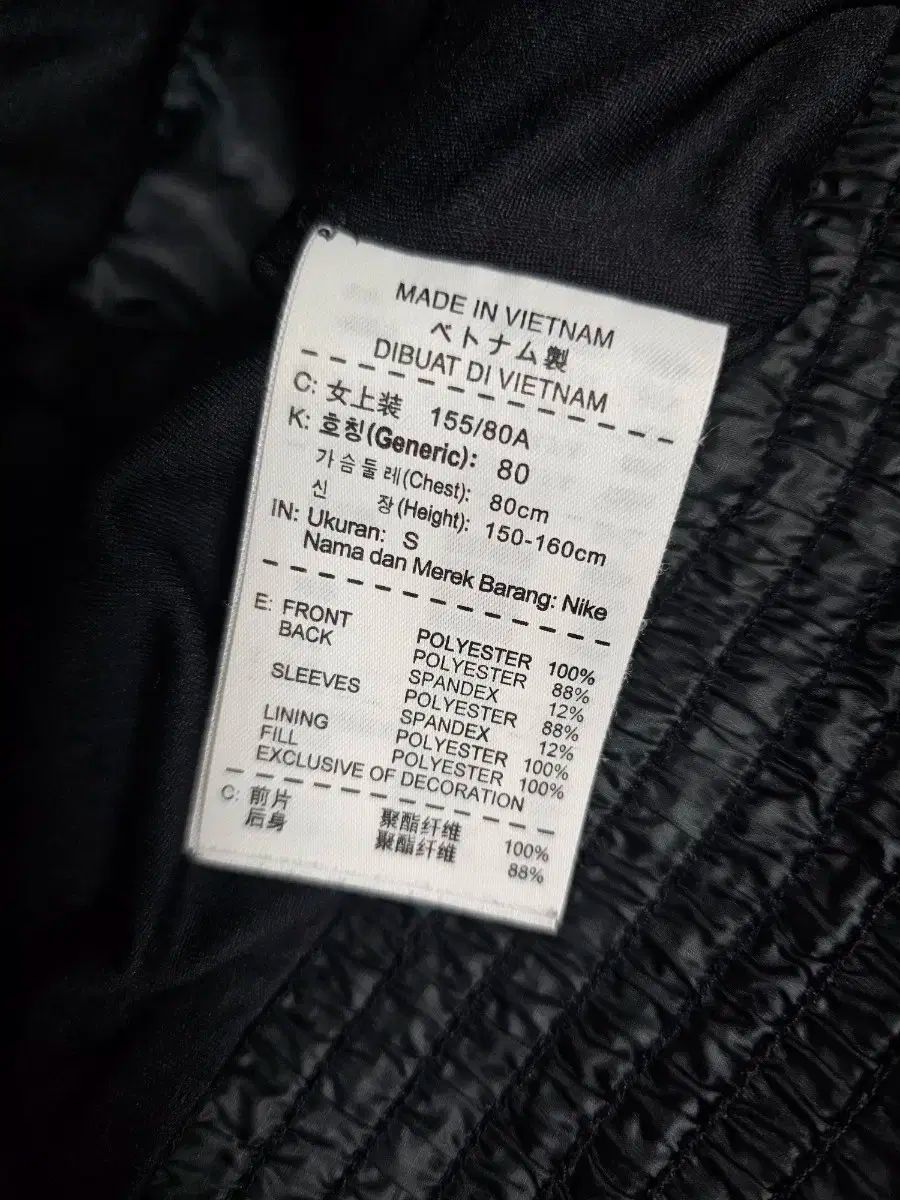 MADE IN VIETNAM
ベトナム製
DIBUAT DI VIETNAM
C: 女上装 155/80A
K: 호칭(Generic): 80
가슴둘레(Chest): 80cm
신 장(Height): 150-160cm
IN: Ukuran: S
Nama dan Merek Barang: Nike
E: FRONT POLYESTER 100%
BACK POLYESTER 88%
SPANDEX 12%
SLEEVES POLYESTER 88%
SPANDEX 12%
LINING POLYESTER 100%
FILL POLYESTER 100%
EXCLUSIVE OF DECORATION
C: 前片 聚酯纤维 100%
后身 聚酯纤维 88%